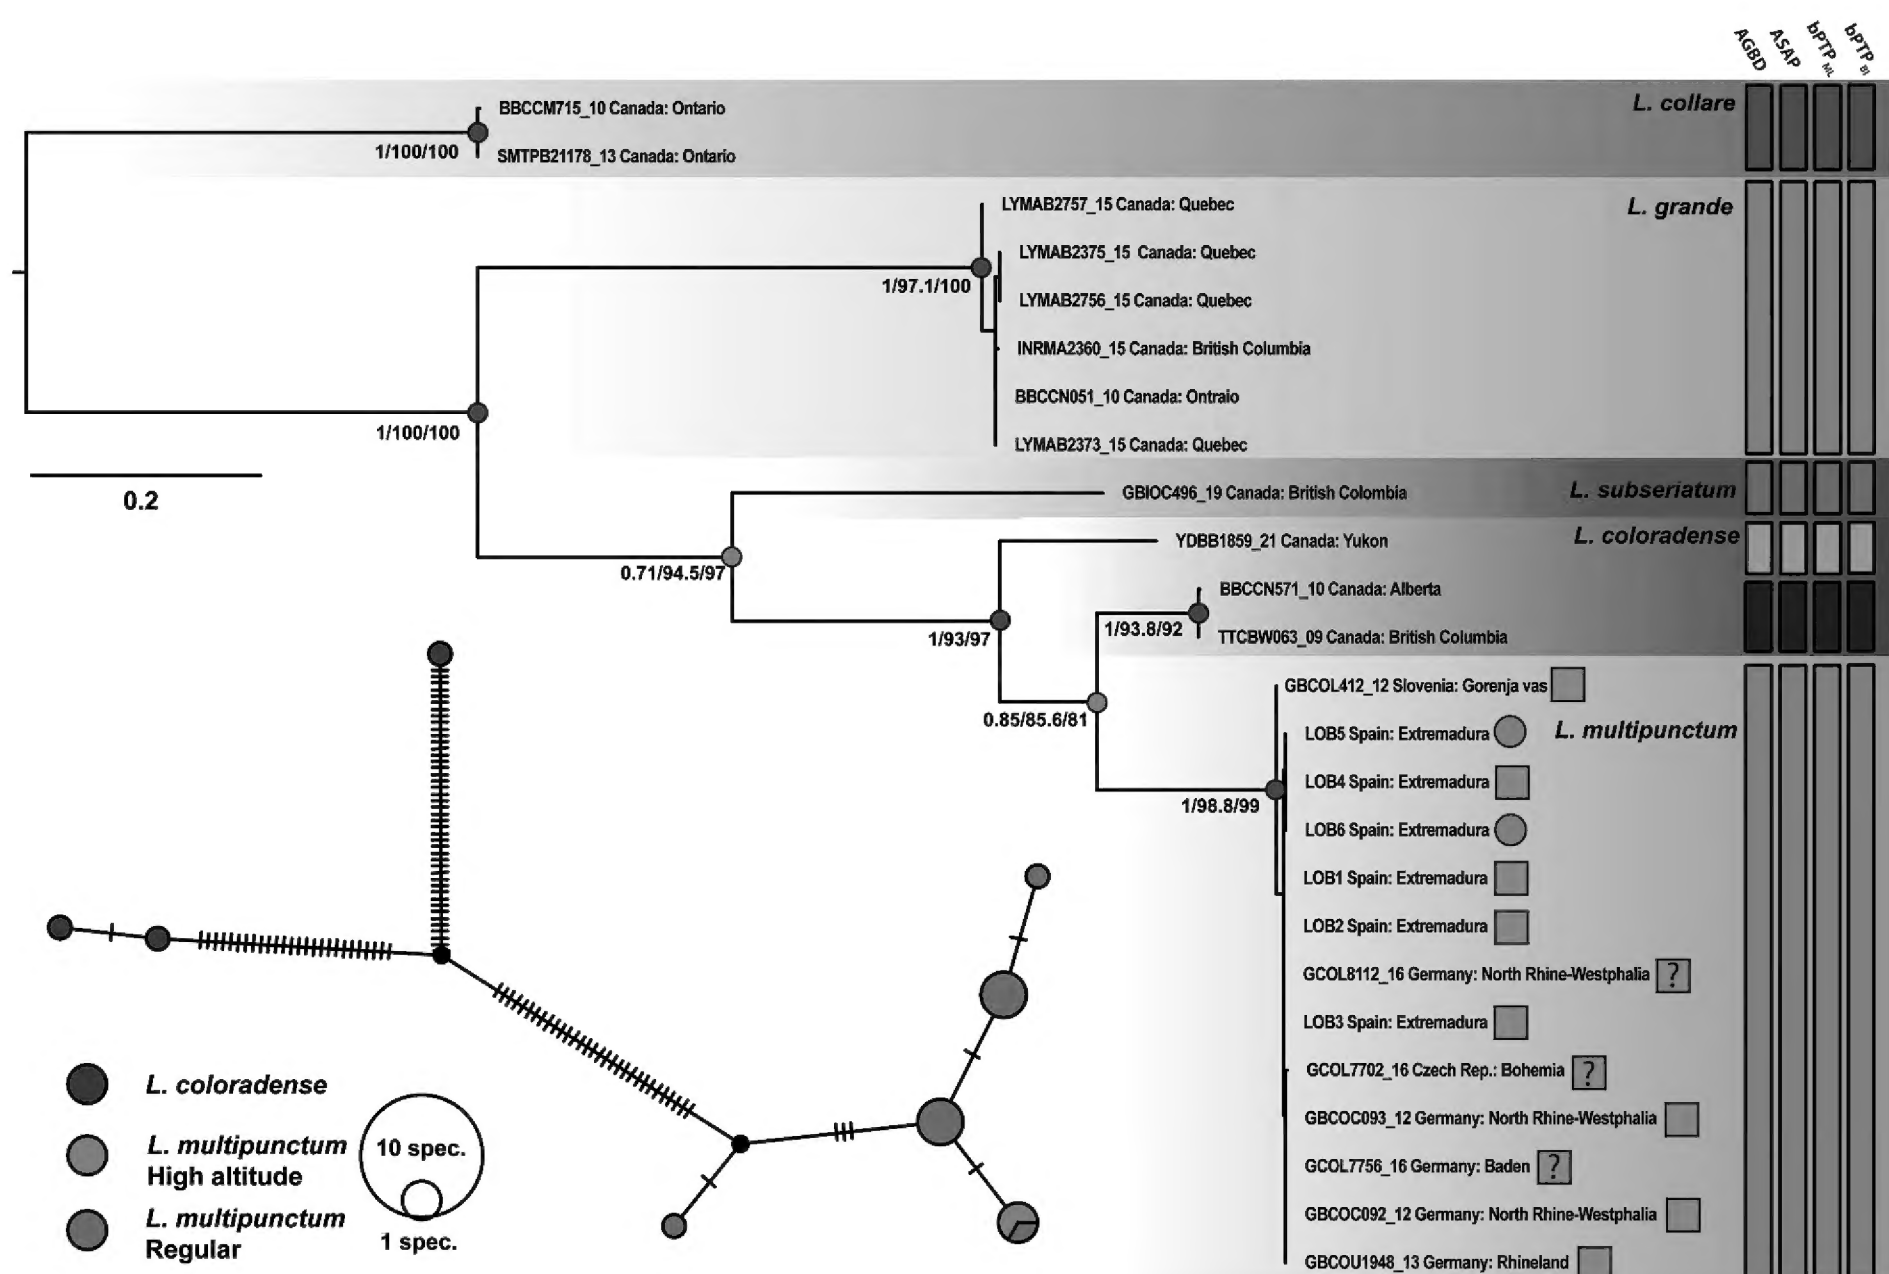 AGBD
ASAP
bPTP ML
bPTP BI
BBCCM715_10 Canada: Ontario
L. collare
1/100/100
SMTPB21178_13 Canada: Ontario
LYMAB2757_15 Canada: Quebec
L. grande
LYMAB2375_15 Canada: Quebec
1/97.1/100
LYMAB2756_15 Canada: Quebec
INRMA2360_15 Canada: British Columbia
BBCCN051_10 Canada: Ontraio
1/100/100
LYMAB2373_15 Canada: Quebec
0.2
GBIOC496_19 Canada: British Colombia
L. subseriatum
YDBB1859_21 Canada: Yukon
L. coloradense
0.71/94.5/97
BBCCN571_10 Canada: Alberta
1/93/97
1/93.8/92
TTCBW063_09 Canada: British Columbia
GBCOL412_12 Slovenia: Gorenja vas
0.85/85.6/81
LOB5 Spain: Extremadura
L. multipunctum
LOB4 Spain: Extremadura
1/98.8/99
LOB6 Spain: Extremadura
LOB1 Spain: Extremadura
LOB2 Spain: Extremadura
GCOL8112_16 Germany: North Rhine-Westphalia ?
LOB3 Spain: Extremadura
GCOL7702_16 Czech Rep.: Bohemia ?
GBCOC093_12 Germany: North Rhine-Westphalia
GCOL7756_16 Germany: Baden ?
GBCOC092_12 Germany: North Rhine-Westphalia
GBCOU1948_13 Germany: Rhineland
L. coloradense
L. multipunctum
High altitude
L. multipunctum
Regular
10 spec.
1 spec.